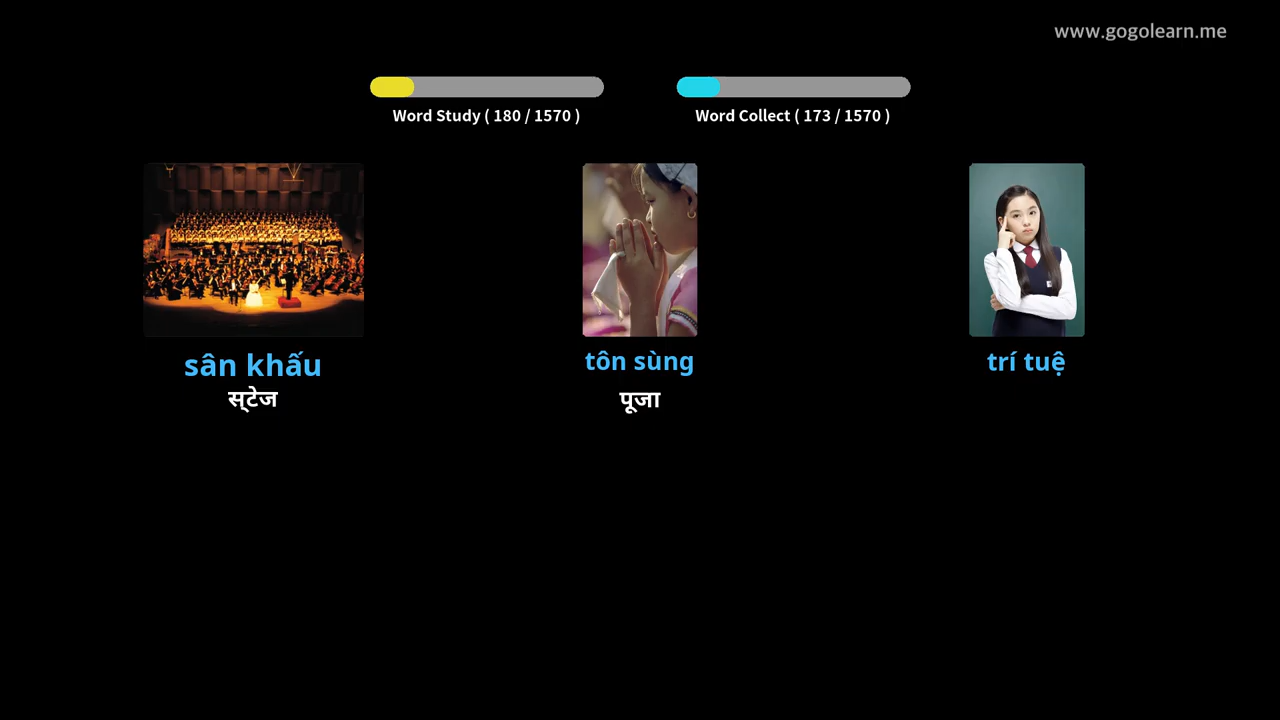 www.gogolearn.me
Word Study ( 180 / 1570 )
Word Collect ( 173 / 1570 )
sân khấu
स्टेज
tôn sùng
पूजा
trí tuệ